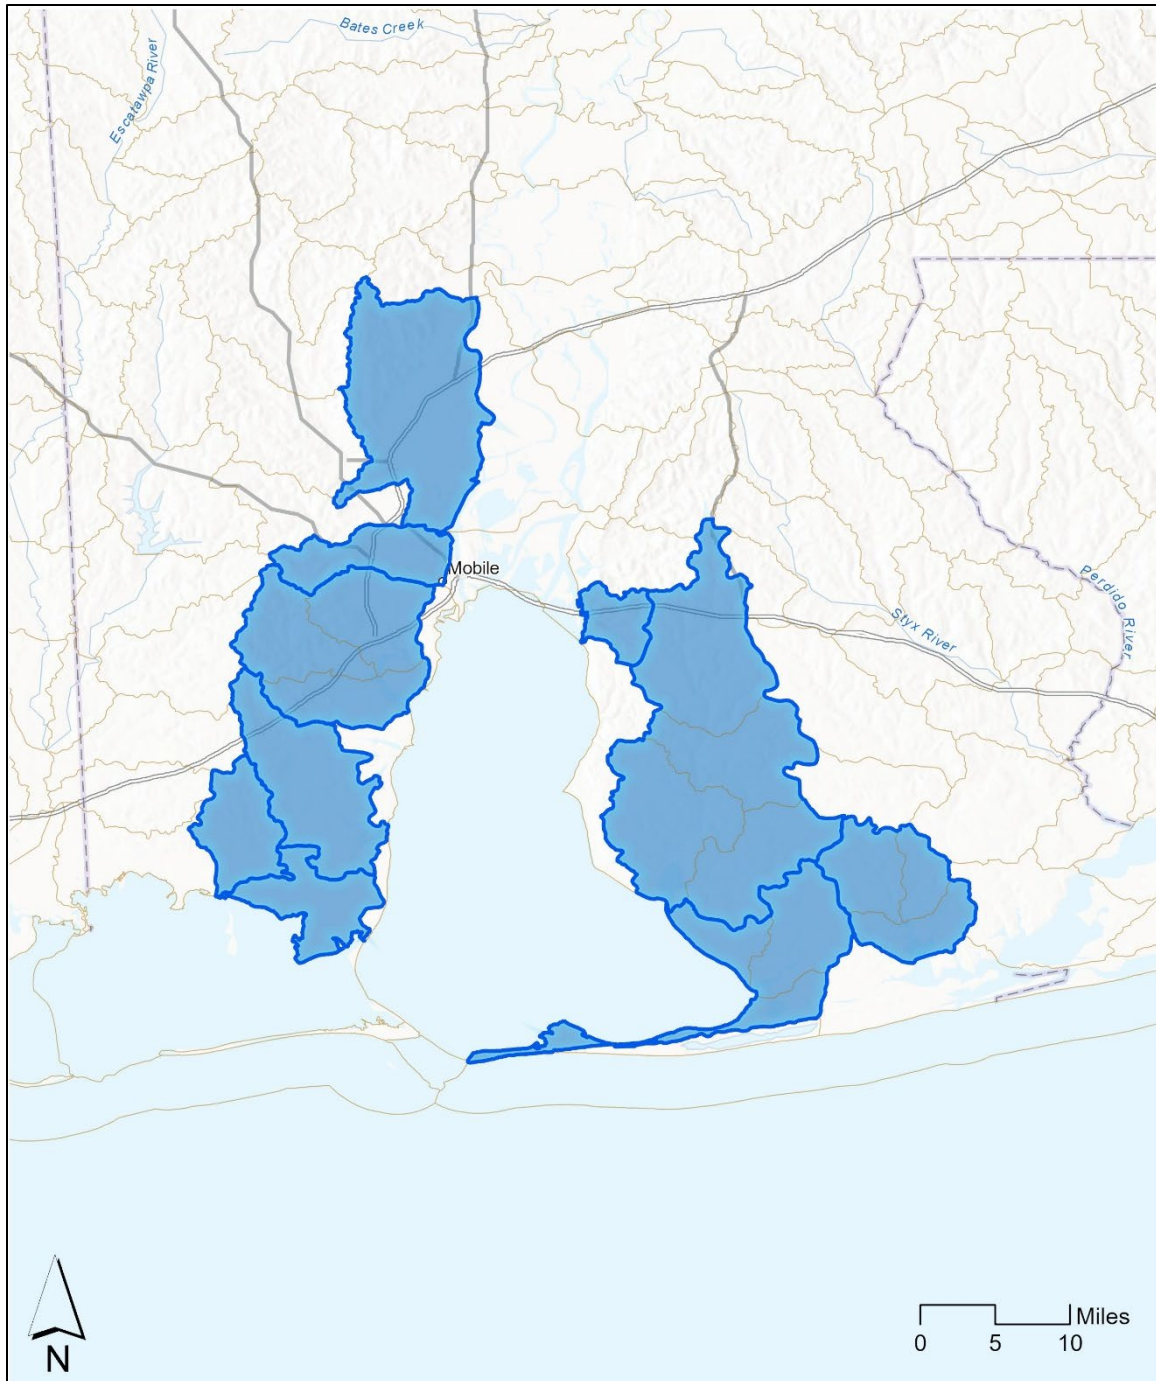 Bates Creek
Escatawpa River
Mobile
Perdido River
Styx River
Miles
0 5 10
N